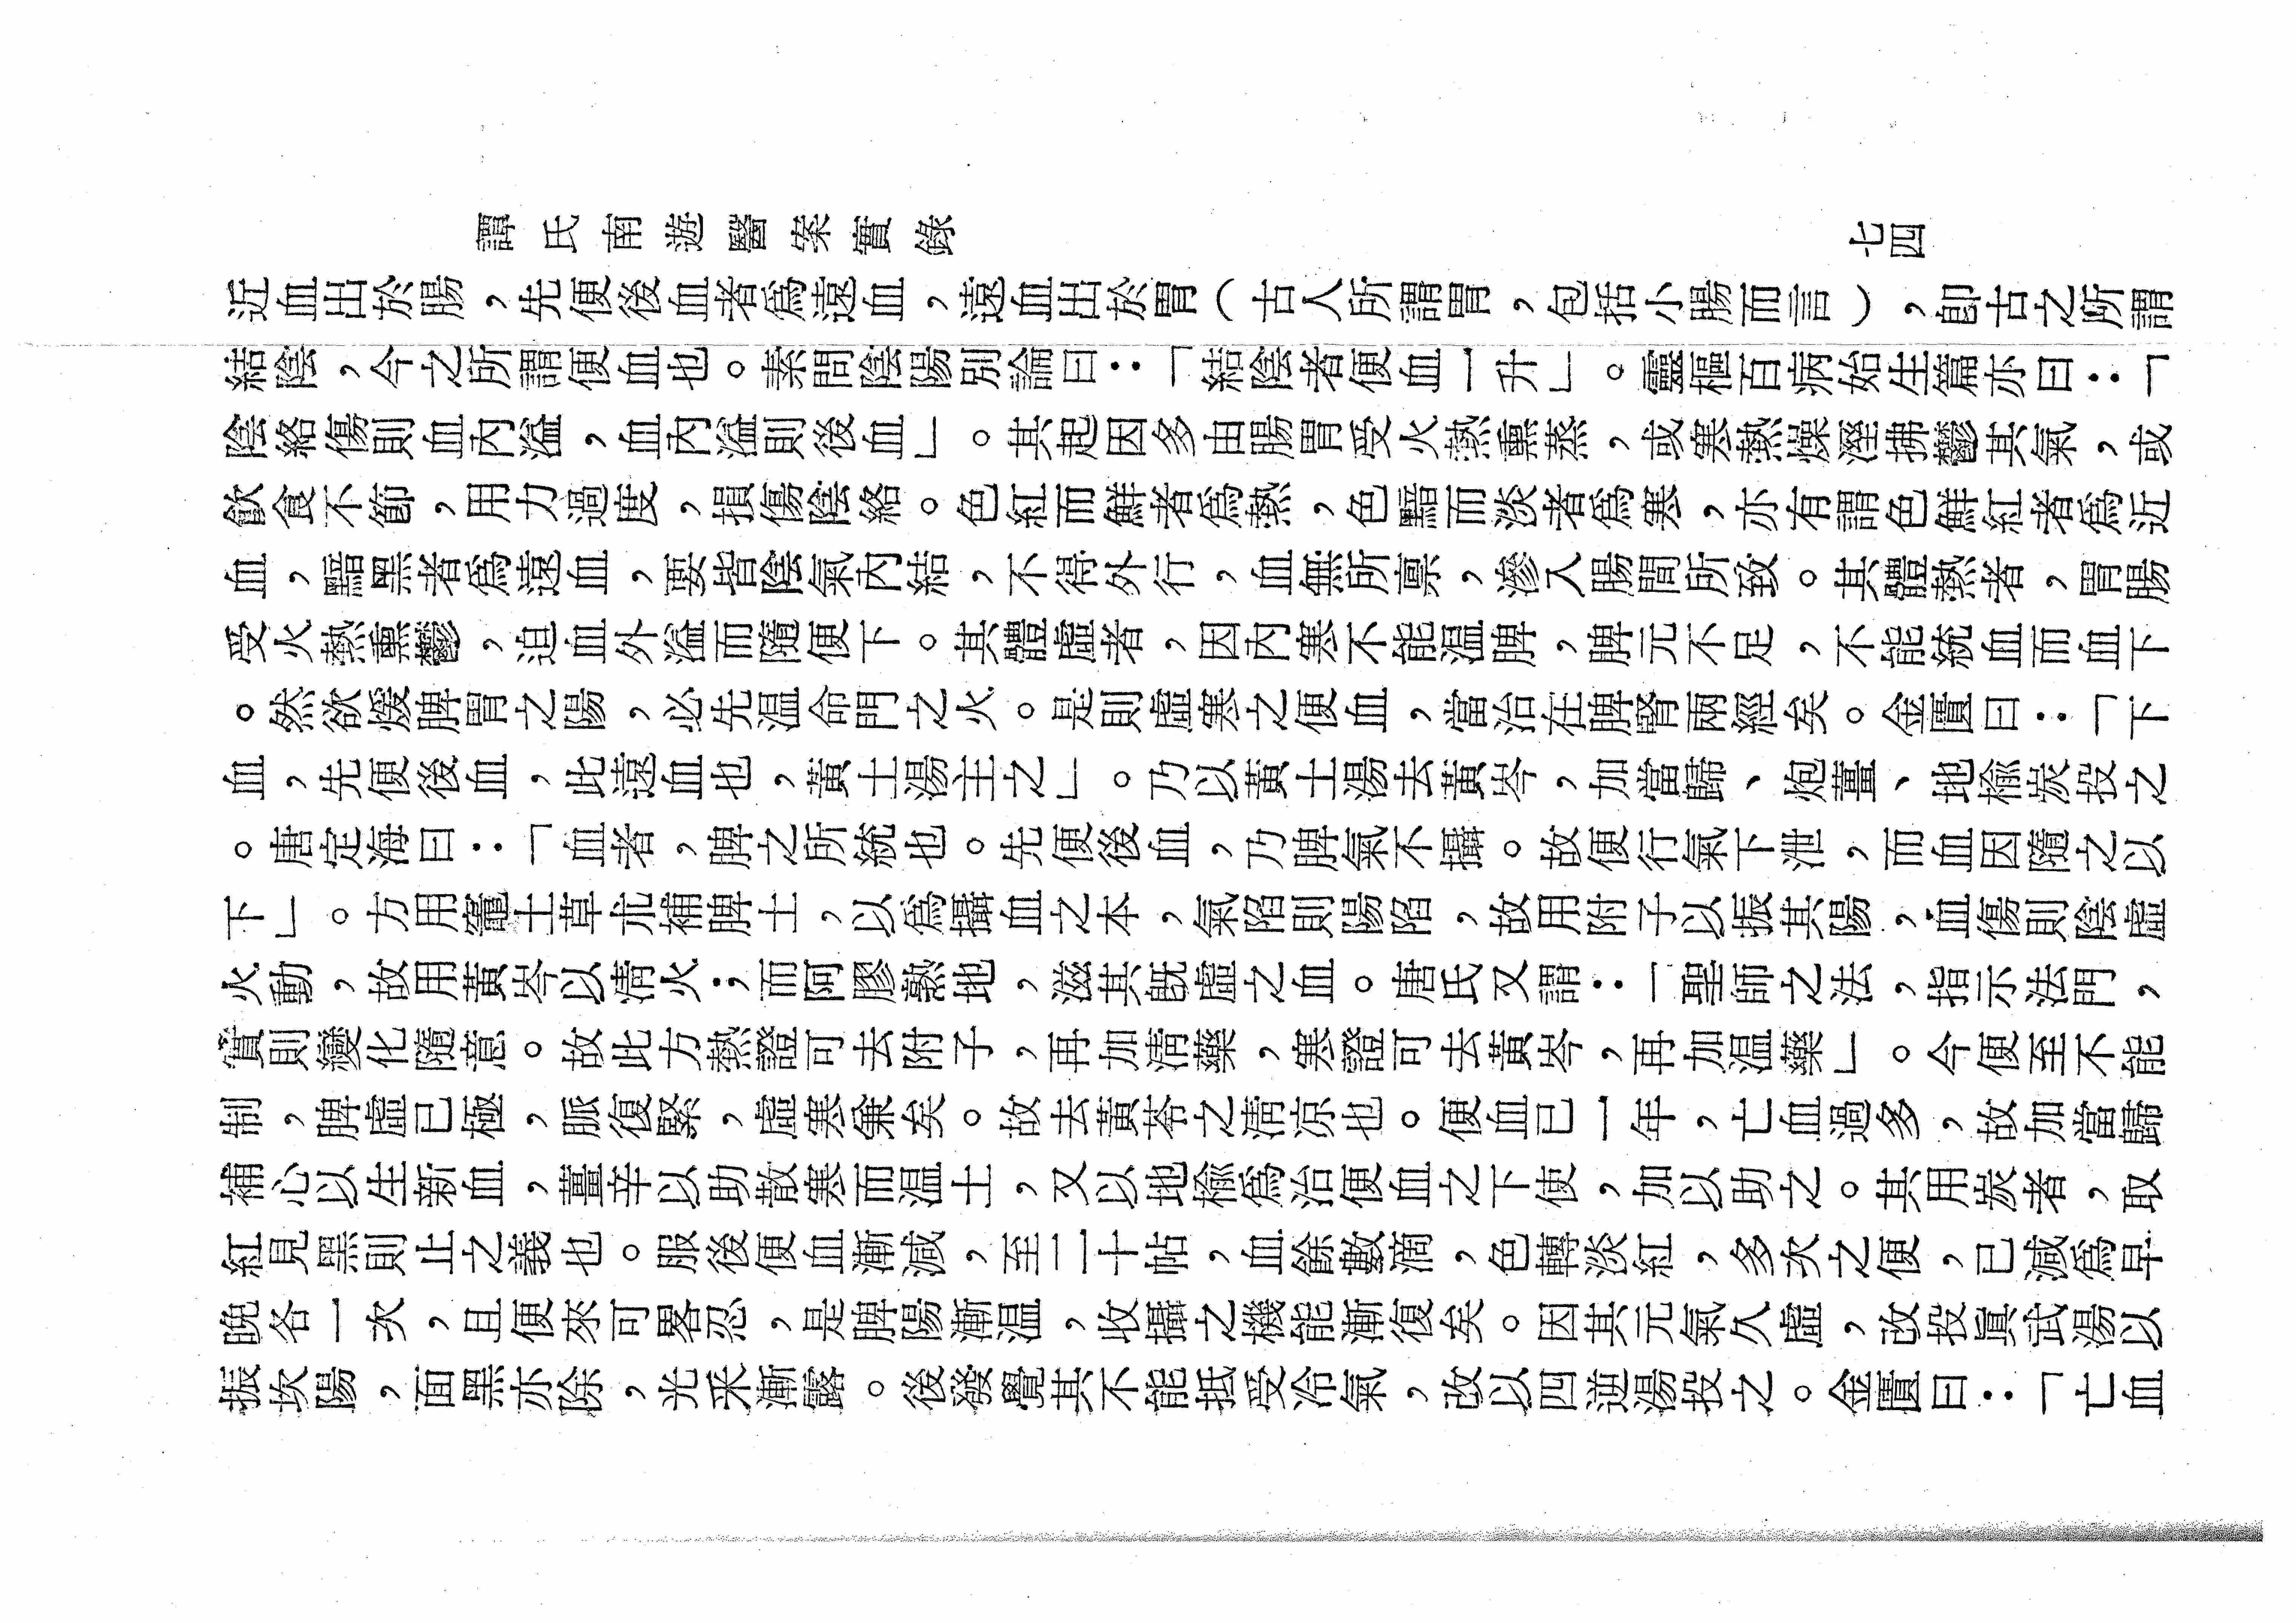 譚氏南遊醫案實錄
七四
近血出於腸，先便後血者爲遠血，遠血出於胃（古人所謂胃，包括小腸而言），卽古之所謂
結陰，今之所謂便血也。素問陰陽別論曰：「結陰者便血一升」。靈樞百病始生篇亦曰：「
陰絡傷則血內溢，血內溢則後血」。其起因多由腸胃受火熱熏蒸，或寒熱燥溼拂鬱其氣，或
飮食不節，用力過度，損傷陰絡。色紅而鮮者爲熱，色黯而淡者爲寒，亦有謂色鮮紅者爲近
血，黯黑者爲遠血，要皆陰氣內結，不得外行，血無所禀，滲入腸間所致。其體熱者，胃腸
受火熱熏鬱，迫血外溢而隨便下。其體虛者，因內寒不能温脾，脾元不足，不能統血而血下
。然欲煖脾胃之陽，必先温命門之火。是則虛寒之便血，當治在脾腎兩經矣。金匱曰：「下
血，先便後血，此遠血也，黃土湯主之」。乃以黃土湯去黃岑，加當歸、炮薑、地楡炭投之
。唐定海曰：「血者，脾之所統也。先便後血，乃脾氣不攝。故便行氣下泄，而血因隨之以
下」。方用竈土草朮補脾土，以爲攝血之本，氣陷則陽陷，故用附子以振其陽，血傷則陰虛
火動，故用黃岑以淸火；而阿膠熟地，滋其旣虛之血。唐氏又謂：「聖師之法，指示法門，
實則變化隨意。故此方熱證可去附子，再加淸藥，寒證可去黃岑，再加温藥」。今便至不能
制，脾虛已極，脈復緊，虛寒兼矣。故去黃芩之淸凉也。便血已一年，亡血過多，故加當歸
補心以生新血，薑辛以助散寒而温土，又以地楡爲治便血之下使，加以助之。其用炭者，取
紅見黑則止之義也。服後便血漸減，至二十帖，血餘數滴，色轉淡紅，多次之便，已減爲早
晚各一次，且便來可畧忍，是脾陽漸温，收攝之機能漸復矣。因其元氣久虛，改投眞武湯以
振坎陽，面黑亦除，光釆漸露。後發覺其不能抵受冷氣，改以四逆湯投之。金匱曰：「亡血